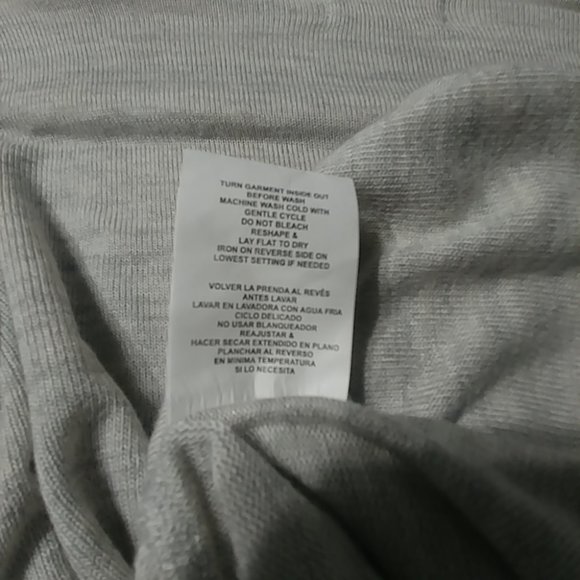 TURN GARMENT INSIDE OUT
BEFORE WASH
MACHINE WASH COLD WITH
GENTLE CYCLE
DO NOT BLEACH
RESHAPE &
LAY FLAT TO DRY
IRON ON REVERSE SIDE ON
LOWEST SETTING IF NEEDED
VOLVER LA PRENDA AL REVÉS
ANTES LAVAR
LAVAR EN LAVADORA CON AGUA FRIA
CICLO DELICADO
NO USAR BLANQUEADOR
REAJUSTAR &
HACER SECAR EXTENDIDO EN PLANO
PLANCHAR AL REVERSO
EN MINIMA TEMPERATURA
SI LO NECESITA